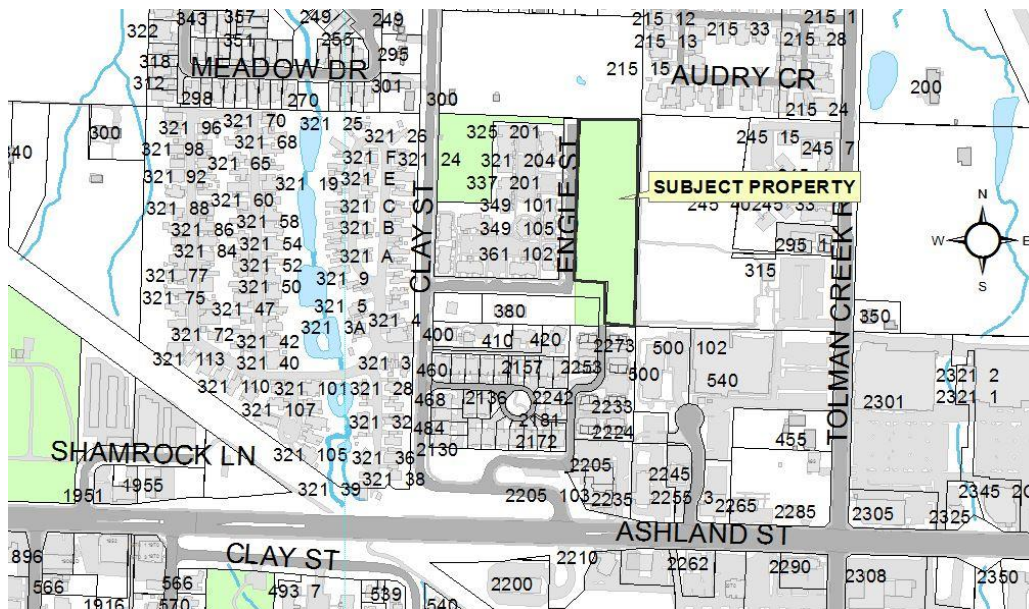 343 357 249 249
322 351 255
318 MEADOW DR 295
312 301
298 270 300
215 12 215 1
215 13 215 33 215 28
215 15 AUDRY CR
215 24
200
300
321 96 321 70 321 25 321 26
321 98 321 68 321 F 321 24
321 92 321 65 321 19 321 E
321 88 321 60 321 C
321 86 321 58 321 B
321 84 321 54 321 A
321 77 321 52 321 9
321 75 321 50 321 5
321 47 321 3A 321 4
321 72 321 42
321 113 321 40 321 3
321 110 321 101 321 28
321 107 321 32
321 105 321 36
321 39 321 38
CLAY ST
325 201
321 204
337 201
349 101
349 105
361 102
ENGLE ST
SUBJECT PROPERTY
245 15 245 7
245 40 245 33
295 1
315
N
W E
S
TOLMAN CREEK R
350
380
400 410 420 2273
460 2157 2253
468 2136 2242 2233
484 2181 2224
2130 2172
500 102
500 540
455
2205 2245
2205 103 2235 2255 3 2265 2285
2301
2321 2
2321 1
2305 2325 2345 20
SHAMROCK LN
1951 4955
ASHLAND ST
CLAY ST
896 566 566
1916 570
493 7 539
540
2200 2210
2262 2290 2308 2350